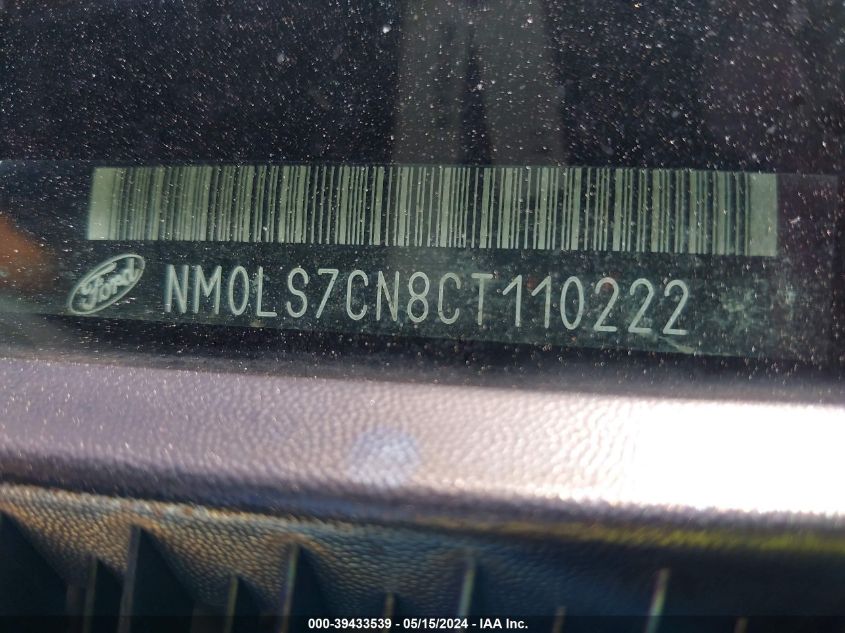 Ford NM0LS7CN8CT110222
000-39433539 - 05/15/2024 - IAA Inc.